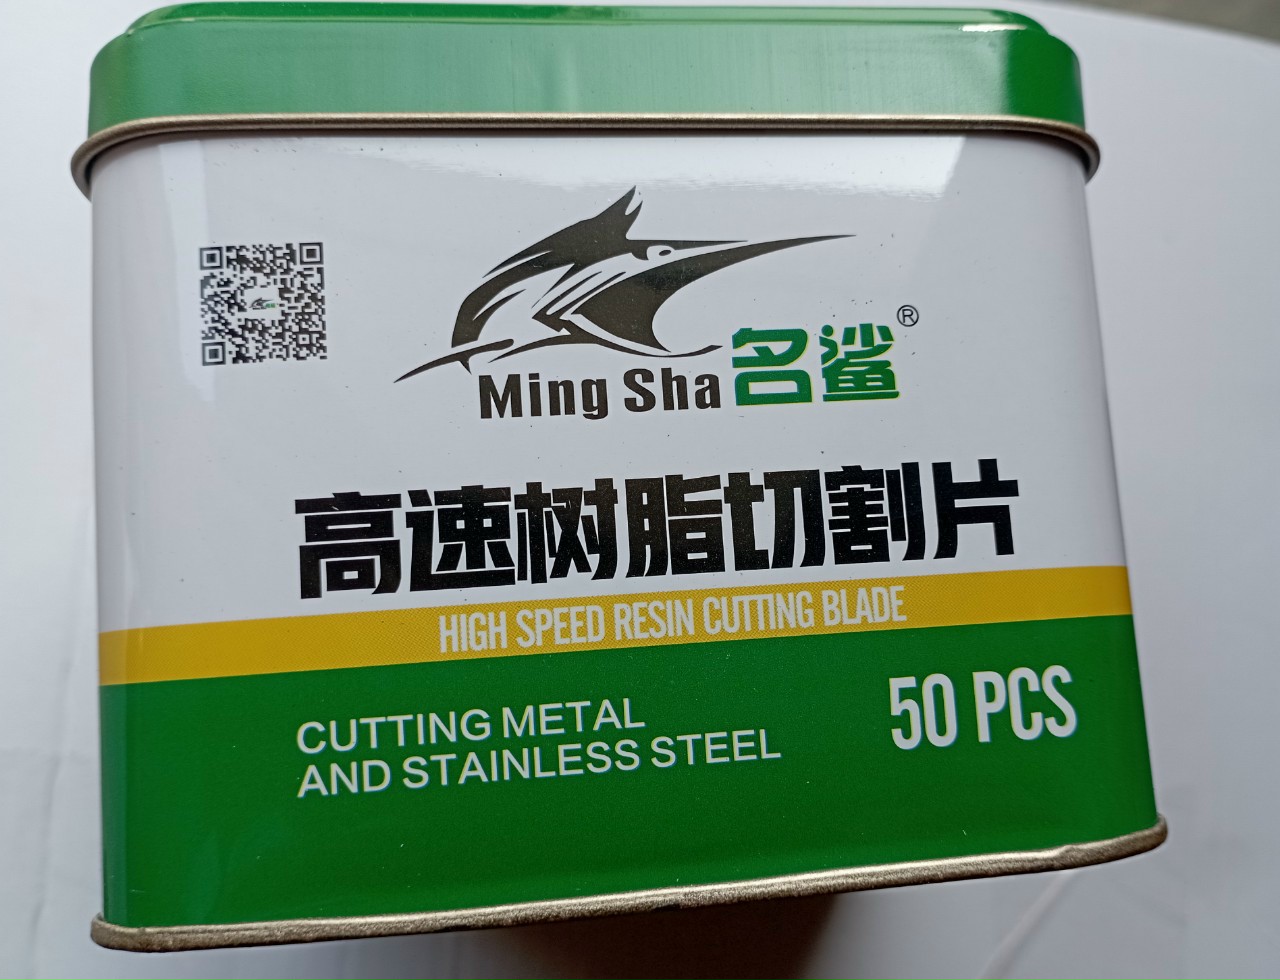 Ming Sha 名鲨®
高速树脂切割片
HIGH SPEED RESIN CUTTING BLADE
CUTTING METAL
AND STAINLESS STEEL
50 PCS